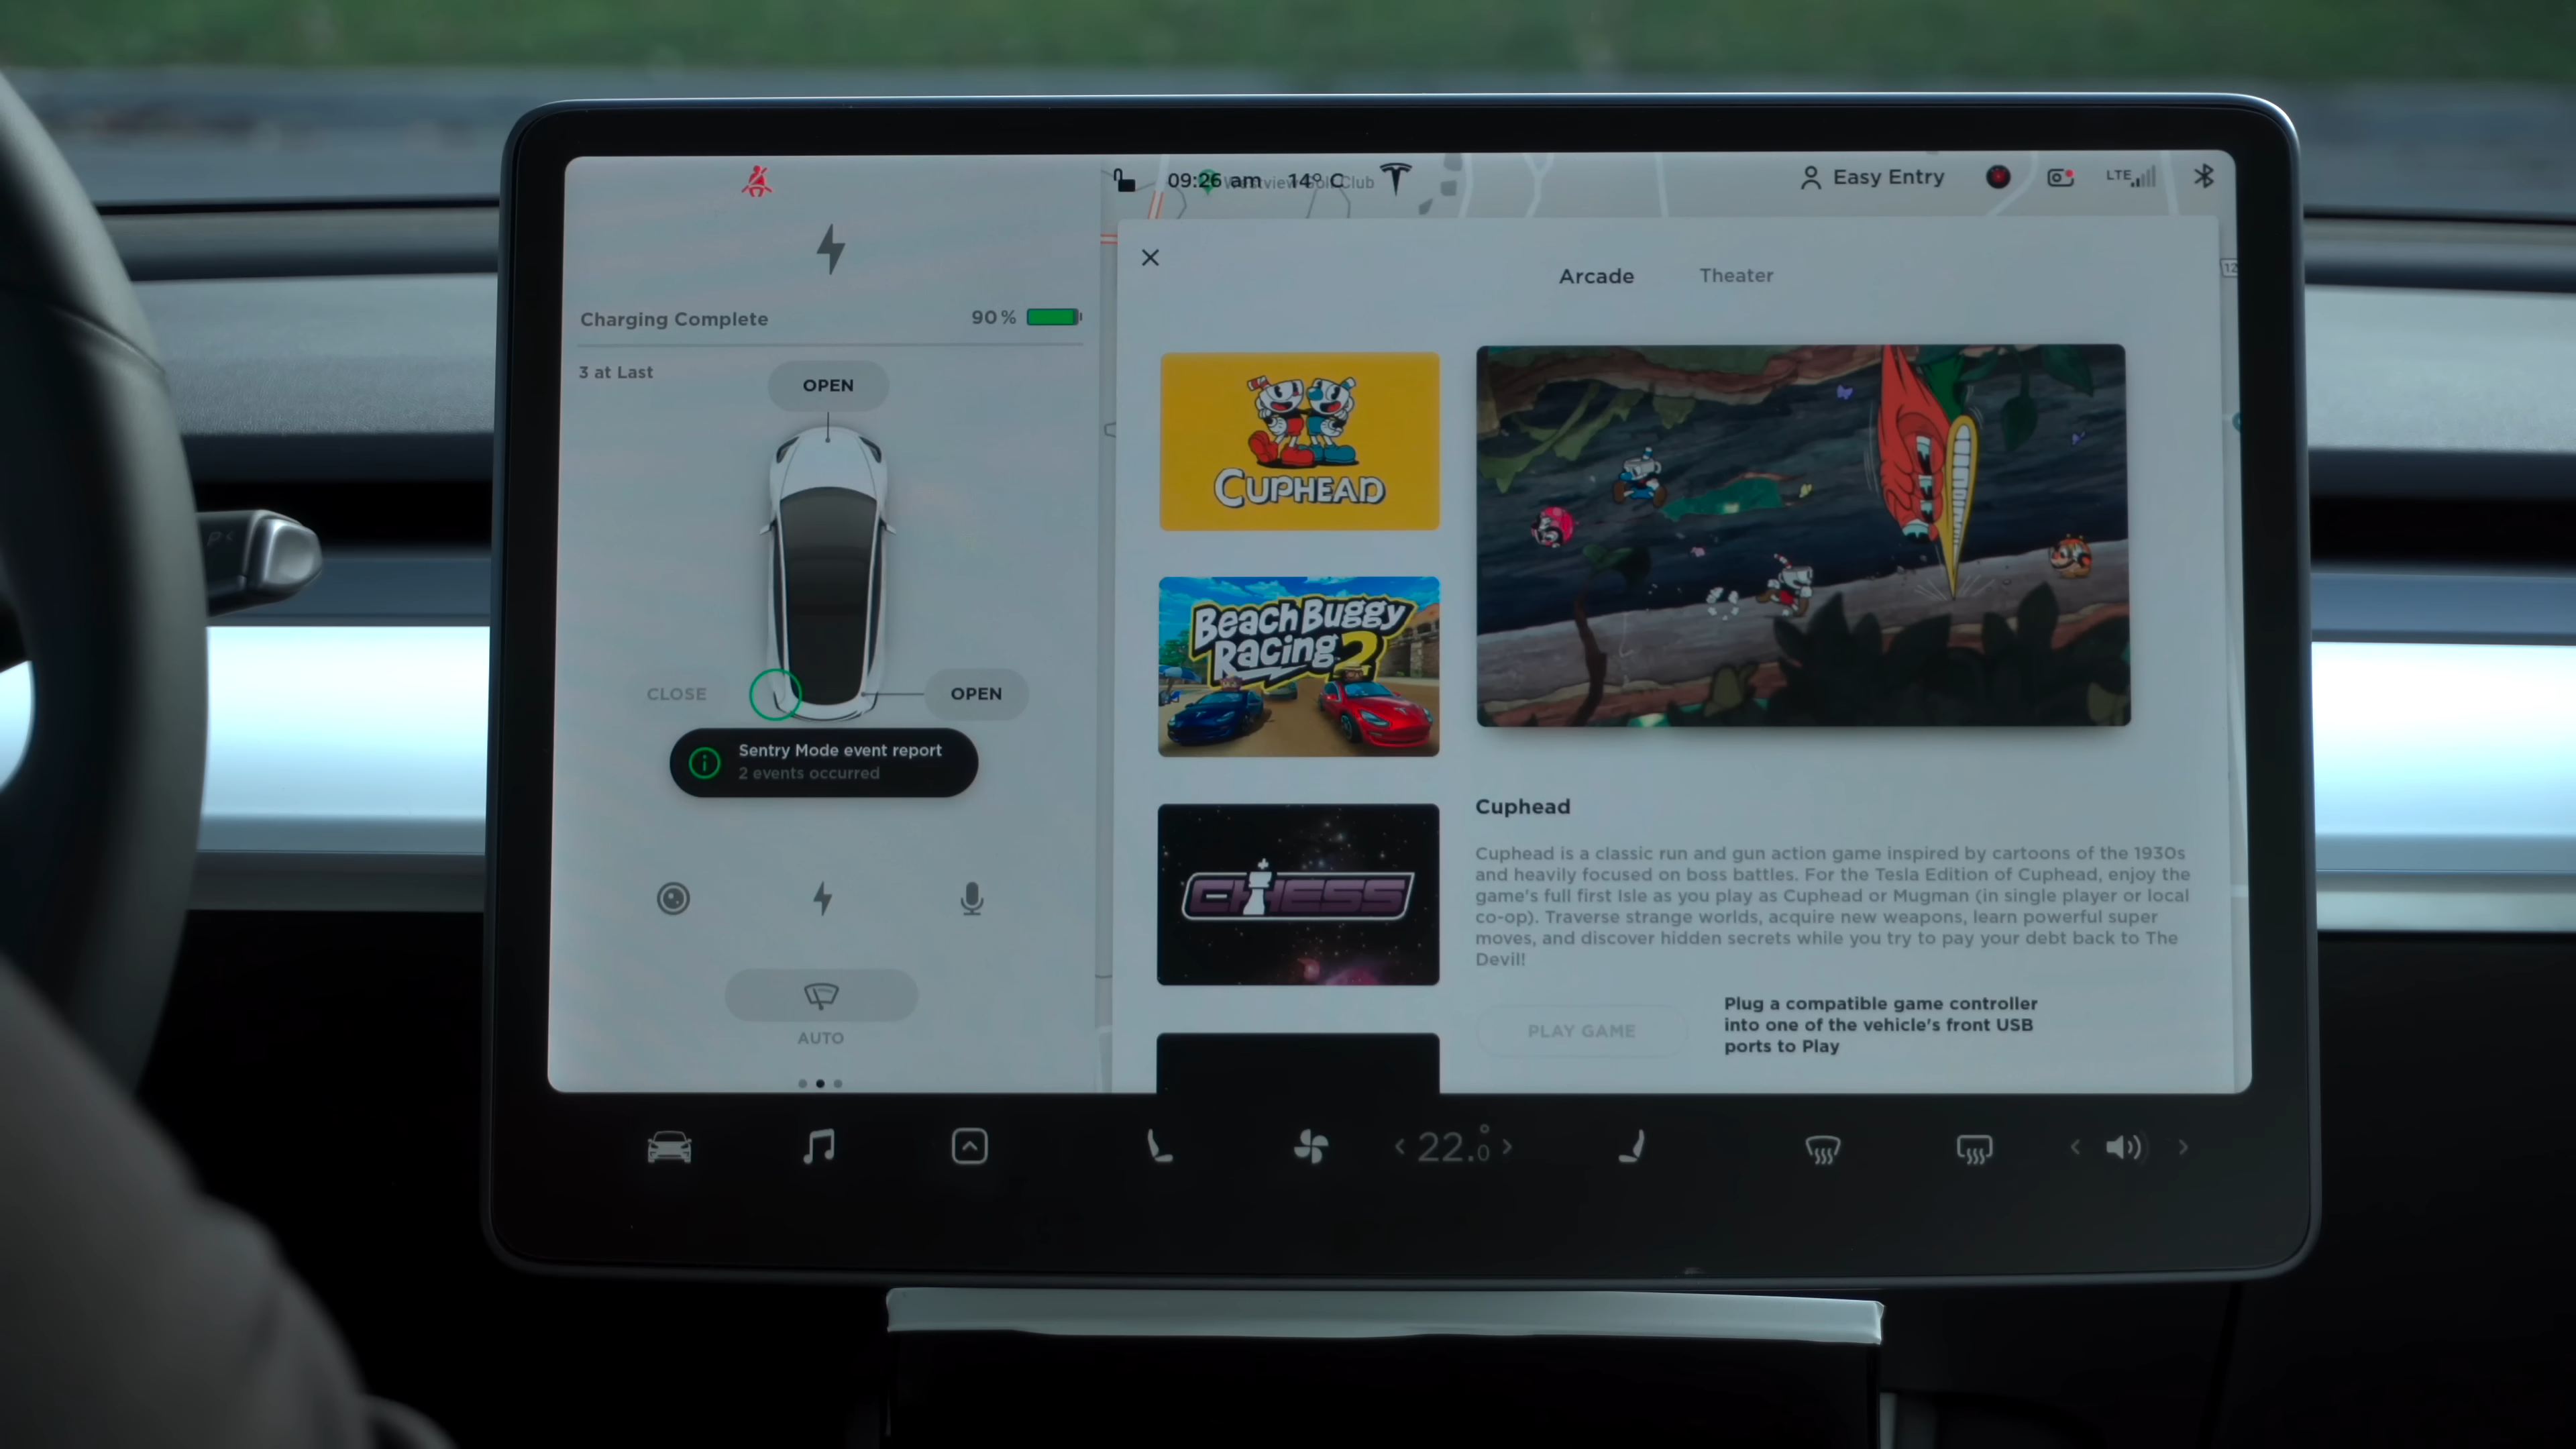 09:26 am
14° C
Westview Golf Club
Easy Entry
LTE
Charging Complete
90 %
3 at Last
OPEN
CLOSE
OPEN
Sentry Mode event report
2 events occurred
AUTO
Arcade
Theater
CUPHEAD
Beach Buggy
Racing 2
CHESS
Cuphead
Cuphead is a classic run and gun action game inspired by cartoons of the 1930s
and heavily focused on boss battles. For the Tesla Edition of Cuphead, enjoy the
game's full first Isle as you play as Cuphead or Mugman (in single player or local
co-op). Traverse strange worlds, acquire new weapons, learn powerful super
moves, and discover hidden secrets while you try to pay your debt back to The
Devil!
PLAY GAME
Plug a compatible game controller
into one of the vehicle's front USB
ports to Play
22.0°